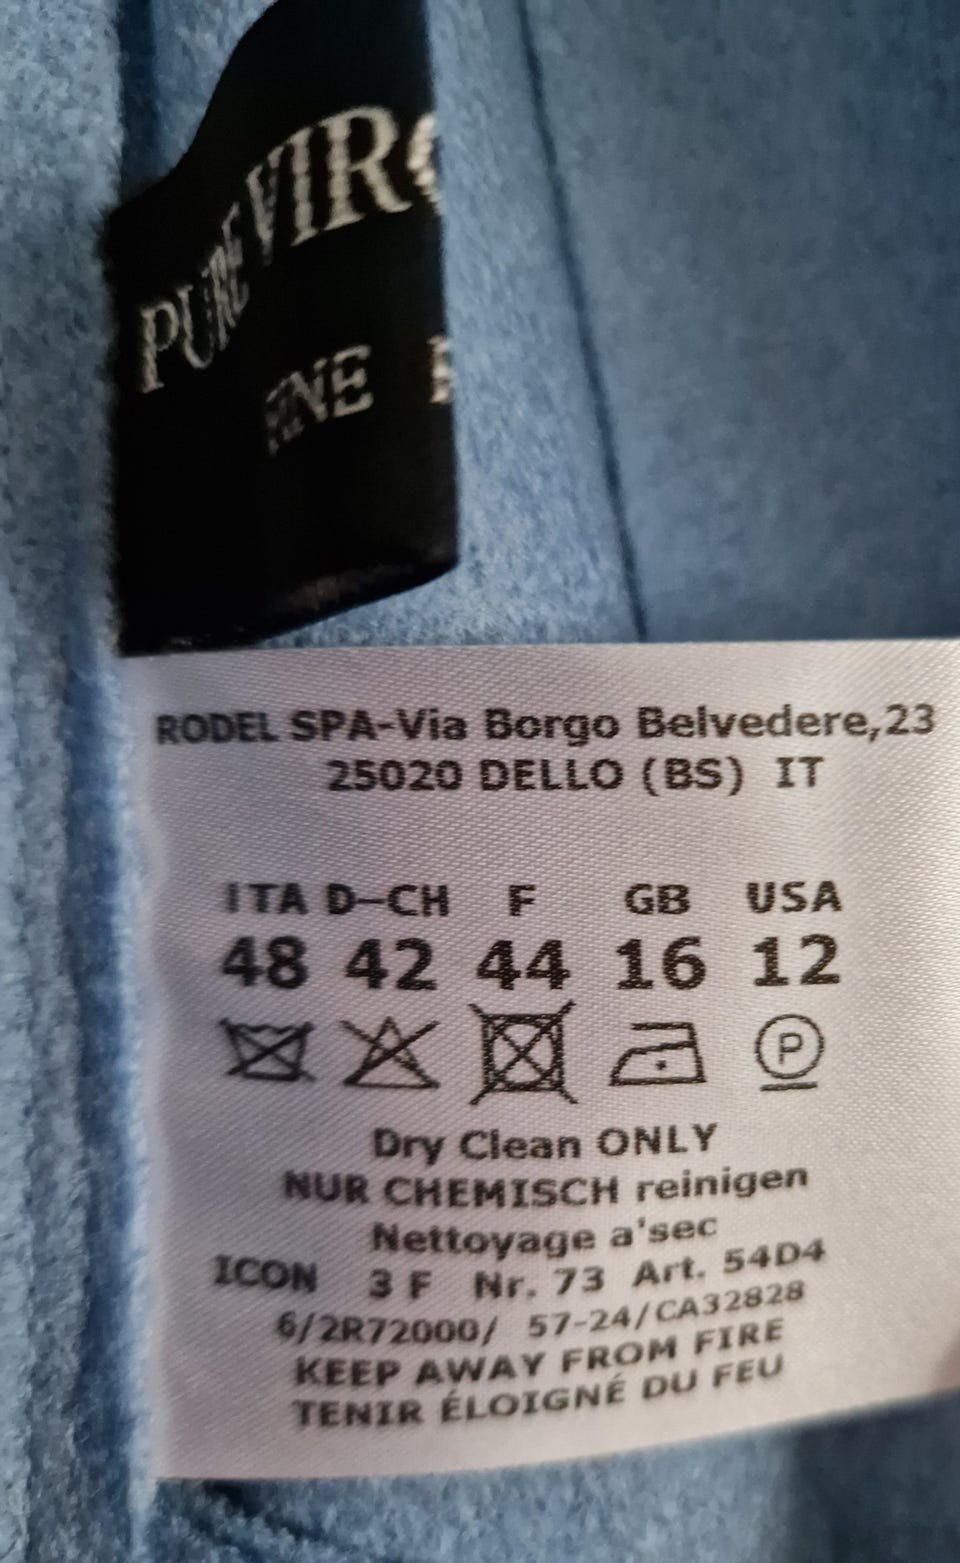 PURE VIR
FINE
RODEL SPA-Via Borgo Belvedere,23
25020 DELLO (BS) IT
ITA D-CH F GB USA
48 42 44 16 12
P
Dry Clean ONLY
NUR CHEMISCH reinigen
Nettoyage a'sec
ICON 3 F Nr. 73 Art. 54D4
6/2R72000/ 57-24/CA32828
KEEP AWAY FROM FIRE
TENIR ÉLOIGNÉ DU FEU